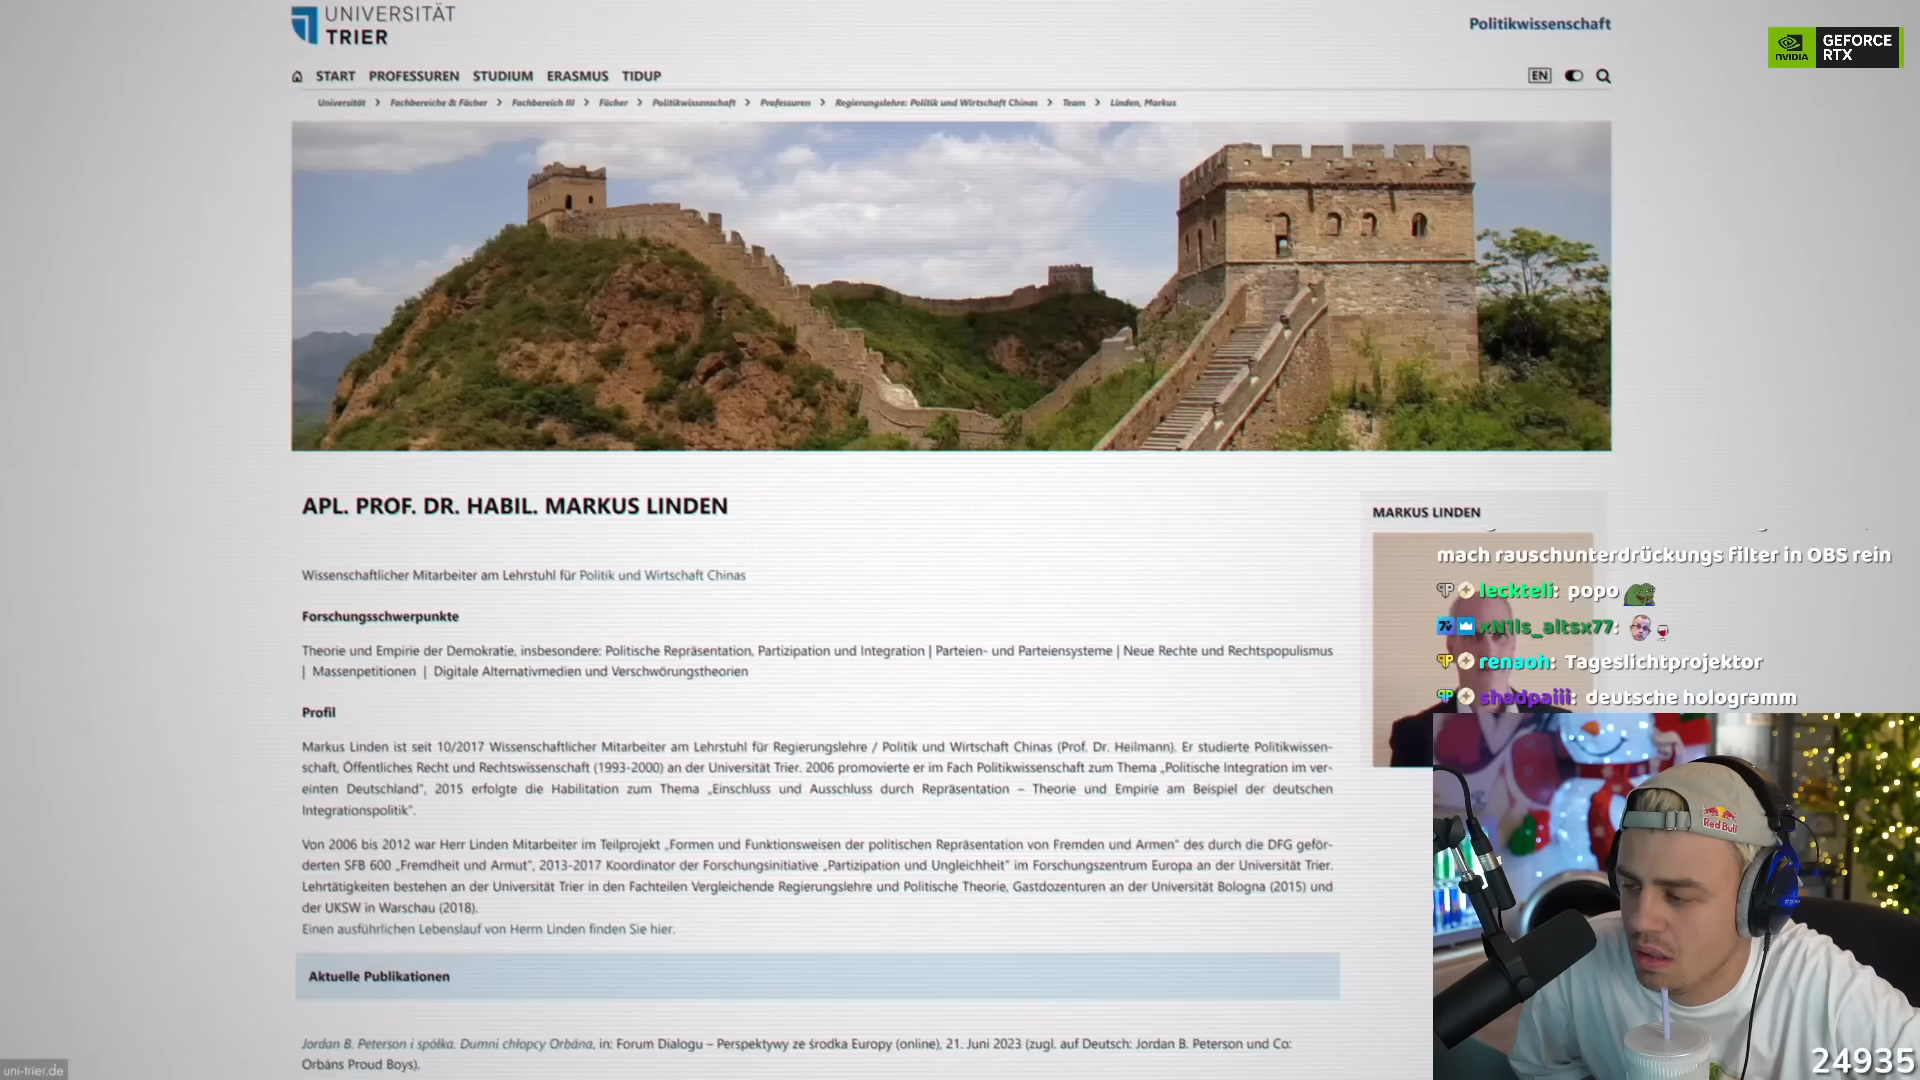 UNIVERSITÄT
TRIER
Politikwissenschaft
NVIDIA
GEFORCE
RTX
START PROFESSUREN STUDIUM ERASMUS TIDUP
EN
Universität > Fachbereiche & Fächer > Fachbereich III > Fächer > Politikwissenschaft > Professuren > Regierungslehre: Politik und Wirtschaft Chinas > Team > Linden, Markus
APL. PROF. DR. HABIL. MARKUS LINDEN
MARKUS LINDEN
Wissenschaftlicher Mitarbeiter am Lehrstuhl für Politik und Wirtschaft Chinas
Forschungsschwerpunkte
Theorie und Empirie der Demokratie, insbesondere: Politische Repräsentation, Partizipation und Integration | Parteien- und Parteiensysteme | Neue Rechte und Rechtspopulismus
| Massenpetitionen | Digitale Alternativmedien und Verschwörungstheorien
Profil
Markus Linden ist seit 10/2017 Wissenschaftlicher Mitarbeiter am Lehrstuhl für Regierungslehre / Politik und Wirtschaft Chinas (Prof. Dr. Heilmann). Er studierte Politikwissen-
schaft, Öffentliches Recht und Rechtswissenschaft (1993-2000) an der Universität Trier. 2006 promovierte er im Fach Politikwissenschaft zum Thema „Politische Integration im ver-
einten Deutschland“, 2015 erfolgte die Habilitation zum Thema „Einschluss und Ausschluss durch Repräsentation – Theorie und Empirie am Beispiel der deutschen
Integrationspolitik“.
Von 2006 bis 2012 war Herr Linden Mitarbeiter im Teilprojekt „Formen und Funktionsweisen der politischen Repräsentation von Fremden und Armen“ des durch die DFG geför-
derten SFB 600 „Fremdheit und Armut“, 2013-2017 Koordinator der Forschungsinitiative „Partizipation und Ungleichheit“ im Forschungszentrum Europa an der Universität Trier.
Lehrtätigkeiten bestehen an der Universität Trier in den Fachteilen Vergleichende Regierungslehre und Politische Theorie, Gastdozenturen an der Universität Bologna (2015) und
der UKSW in Warschau (2018).
Einen ausführlichen Lebenslauf von Herrn Linden finden Sie hier.
Aktuelle Publikationen
Jordan B. Peterson i spółka. Dumni chłopcy Orbána, in: Forum Dialogu – Perspektywy ze środka Europy (online), 21. Juni 2023 (zugl. auf Deutsch: Jordan B. Peterson und Co:
Orbáns Proud Boys).
uni-trier.de
mach rauschunterdrückungs filter in OBS rein
leckteli: popo
xN1ls_altsx77:
renaoh: Tageslichtprojektor
shadpaiii: deutsche hologramm
Red Bull
24935